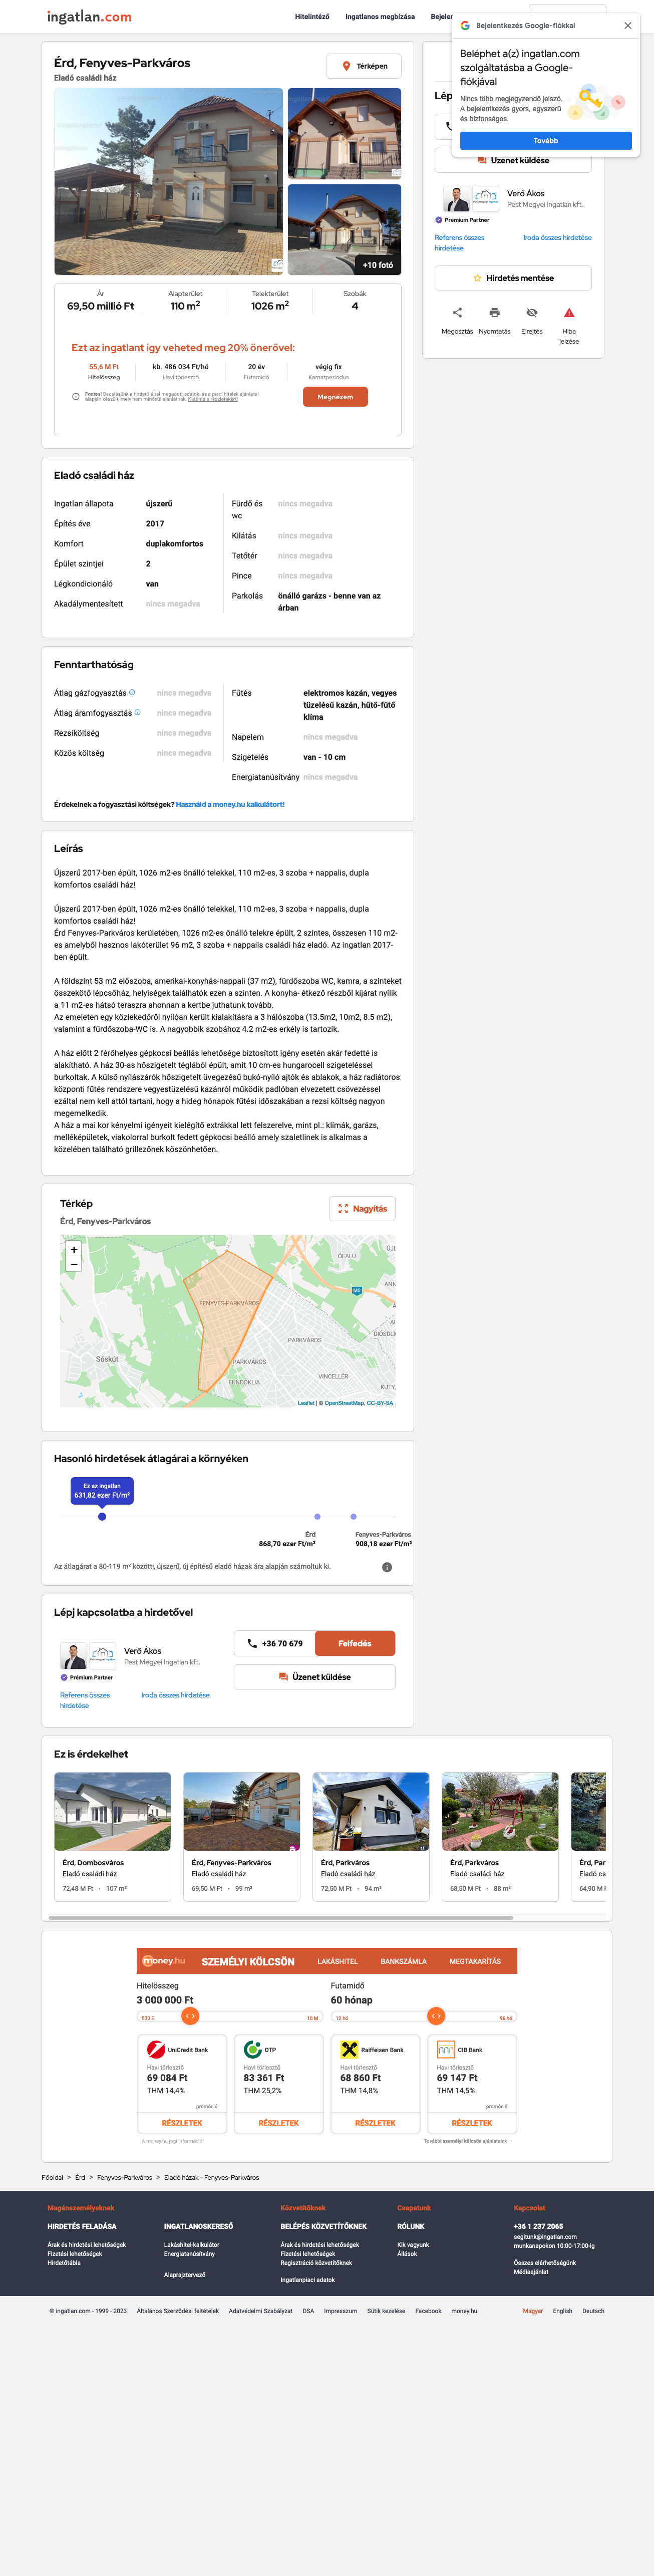 ingatlan.com
Hitelintéző
Ingatlanos megbízása
Bejelentkezés Google-fiókkal
Beléphet a(z) ingatlan.com
szolgáltatásba a Google-
fiókjával
Nincs több megjegyzendő jelszó.
A bejelentkezés gyors, egyszerű
és biztonságos.
Tovább
Érd, Fenyves-Parkváros
Eladó családi ház
Térképen
+10 fotó
Ár
69,50 millió Ft
Alapterület
110 m²
Telekterület
1026 m²
Szobák
4
Ezt az ingatlant így veheted meg 20% önerővel:
55,6 M Ft
Hitelösszeg
kb. 486 034 Ft/hó
Havi törlesztő
20 év
Futamidő
végig fix
Kamatperiódus
Megnézem
Üzenet küldése
Verő Ákos
Pest Megyei Ingatlan kft.
Prémium Partner
Referens összes
hirdetése
Iroda összes hirdetése
Hirdetés mentése
Megosztás
Nyomtatás
Elrejtés
Hiba
jelzése
Eladó családi ház
Ingatlan állapota
újszerű
Építés éve
2017
Komfort
duplakomfortos
Épület szintjei
2
Légkondicionáló
van
Akadálymentesített
nincs megadva
Fürdő és
wc
nincs megadva
Kilátás
nincs megadva
Tetőtér
nincs megadva
Pince
nincs megadva
Parkolás
önálló garázs - benne van az
árban
Fenntarthatóság
Átlag gázfogyasztás
nincs megadva
Átlag áramfogyasztás
nincs megadva
Rezsiköltség
nincs megadva
Közös költség
nincs megadva
Fűtés
elektromos kazán, vegyes
tüzelésű kazán, hűtő-fűtő
klíma
Napelem
nincs megadva
Szigetelés
van - 10 cm
Energiatanúsítvány
nincs megadva
Érdekelnek a fogyasztási költségek? Használd a money.hu kalkulátort!
Leírás
Újszerű 2017-ben épült, 1026 m2-es önálló telekkel, 110 m2-es, 3 szoba + nappalis, dupla
komfortos családi ház!
Újszerű 2017-ben épült, 1026 m2-es önálló telekkel, 110 m2-es, 3 szoba + nappalis, dupla
komfortos családi ház!
Érd Fenyves-Parkváros kerületében, 1026 m2-es önálló telekre épült, 2 szintes, összesen 110 m2-
es amelyből hasznos lakóterület 96 m2, 3 szoba + nappalis családi ház eladó. Az ingatlan 2017-
ben épült.
A földszint 53 m2 előszoba, amerikai-konyhás-nappali (37 m2), fürdőszoba WC, kamra, a szinteket
összekötő lépcsőház, helyiségek találhatók ezen a szinten. A konyha- étkező részből kijárat nyílik
a 11 m2-es hátsó teraszra ahonnan a kertbe juthatunk tovább.
Az emeleten egy közlekedőről nyílóan került kialakításra a 3 hálószoba (13.5m2, 10m2, 8.5 m2),
valamint a fürdőszoba-WC is. A nagyobbik szobához 4.2 m2-es erkély is tartozik.
A ház előtt 2 férőhelyes gépkocsi beállás lehetősége biztosított igény esetén akár fedetté is
alakítható. A ház 30-as hőszigetelt téglából épült, amit 10 cm-es hungarocell szigeteléssel
burkoltak. A külső nyílászárók hőszigetelt üvegezésű bukó-nyíló ajtók és ablakok, a ház radiátoros
központi fűtés rendszere vegyestüzelésű kazánról működik padlóban elvezetett csövezéssel
ezáltal nem kell attól tartani, hogy a hideg hónapok fűtési időszakában a rezsi költség nagyon
megemelkedik.
A ház a mai kor kényelmi igényeit kielégítő extrákkal lett felszerelve, mint pl.: klímák, garázs,
melléképületek, viakolorral burkolt fedett gépkocsi beálló amely szaletlinek is alkalmas a
közelében található grillezőnek köszönhetően.
Térkép
Érd, Fenyves-Parkváros
Nagyítás
+
−
ÓFALU
M0
FENYVES-PARKVÁROS
PARKVÁROS
Sóskút
PARKVÁROS
FUNDOKLIA
VINCELLÉR
Leaflet | © OpenStreetMap, CC-BY-SA
Hasonló hirdetések átlagárai a környéken
Ez az ingatlan
631,82 ezer Ft/m²
Érd
868,70 ezer Ft/m²
Fenyves-Parkváros
908,18 ezer Ft/m²
Az átlagárat a 80-119 m² közötti, újszerű, új építésű eladó házak ára alapján számoltuk ki.
Lépj kapcsolatba a hirdetővel
Verő Ákos
Pest Megyei Ingatlan kft.
Prémium Partner
Referens összes
hirdetése
Iroda összes hirdetése
+36 70 679
Felfedés
Üzenet küldése
Ez is érdekelhet
Érd, Dombosváros
Eladó családi ház
72,48 M Ft • 107 m²
Érd, Fenyves-Parkváros
Eladó családi ház
69,50 M Ft • 99 m²
Érd, Parkváros
Eladó családi ház
72,50 M Ft • 94 m²
Érd, Parkváros
Eladó családi ház
68,50 M Ft • 88 m²
money.hu
SZEMÉLYI KÖLCSÖN
LAKÁSHITEL
BANKSZÁMLA
MEGTAKARÍTÁS
Hitelösszeg
3 000 000 Ft
500 E
10 M
Futamidő
60 hónap
12 hó
96 hó
UniCredit Bank
Havi törlesztő
69 084 Ft
THM 14,4%
promóció
RÉSZLETEK
OTP
Havi törlesztő
83 361 Ft
THM 25,2%
RÉSZLETEK
Raiffeisen Bank
Havi törlesztő
68 860 Ft
THM 14,8%
RÉSZLETEK
CIB Bank
Havi törlesztő
69 147 Ft
THM 14,5%
promóció
RÉSZLETEK
A money.hu jogi információi
További személyi kölcsön ajánlataink
Főoldal > Érd > Fenyves-Parkváros > Eladó házak - Fenyves-Parkváros
Magánszemélyeknek
HIRDETÉS FELADÁSA
Árak és hirdetési lehetőségek
Fizetési lehetőségek
Hirdetőtábla
INGATLANOSKERESŐ
Lakáshitel-kalkulátor
Energiatanúsítvány
Alaprajztervező
Közvetítőknek
BELÉPÉS KÖZVETÍTŐKNEK
Árak és hirdetési lehetőségek
Fizetési lehetőségek
Regisztráció közvetítőknek
Ingatlanpiaci adatok
Csapatunk
RÓLUNK
Kik vagyunk
Állások
Kapcsolat
+36 1 237 2065
segitunk@ingatlan.com
munkanapokon 10:00-17:00-ig
Összes elérhetőségünk
Médiaajánlat
© ingatlan.com - 1999 - 2023
Általános Szerződési feltételek
Adatvédelmi Szabályzat
DSA
Impresszum
Sütik kezelése
Facebook
money.hu
Magyar
English
Deutsch